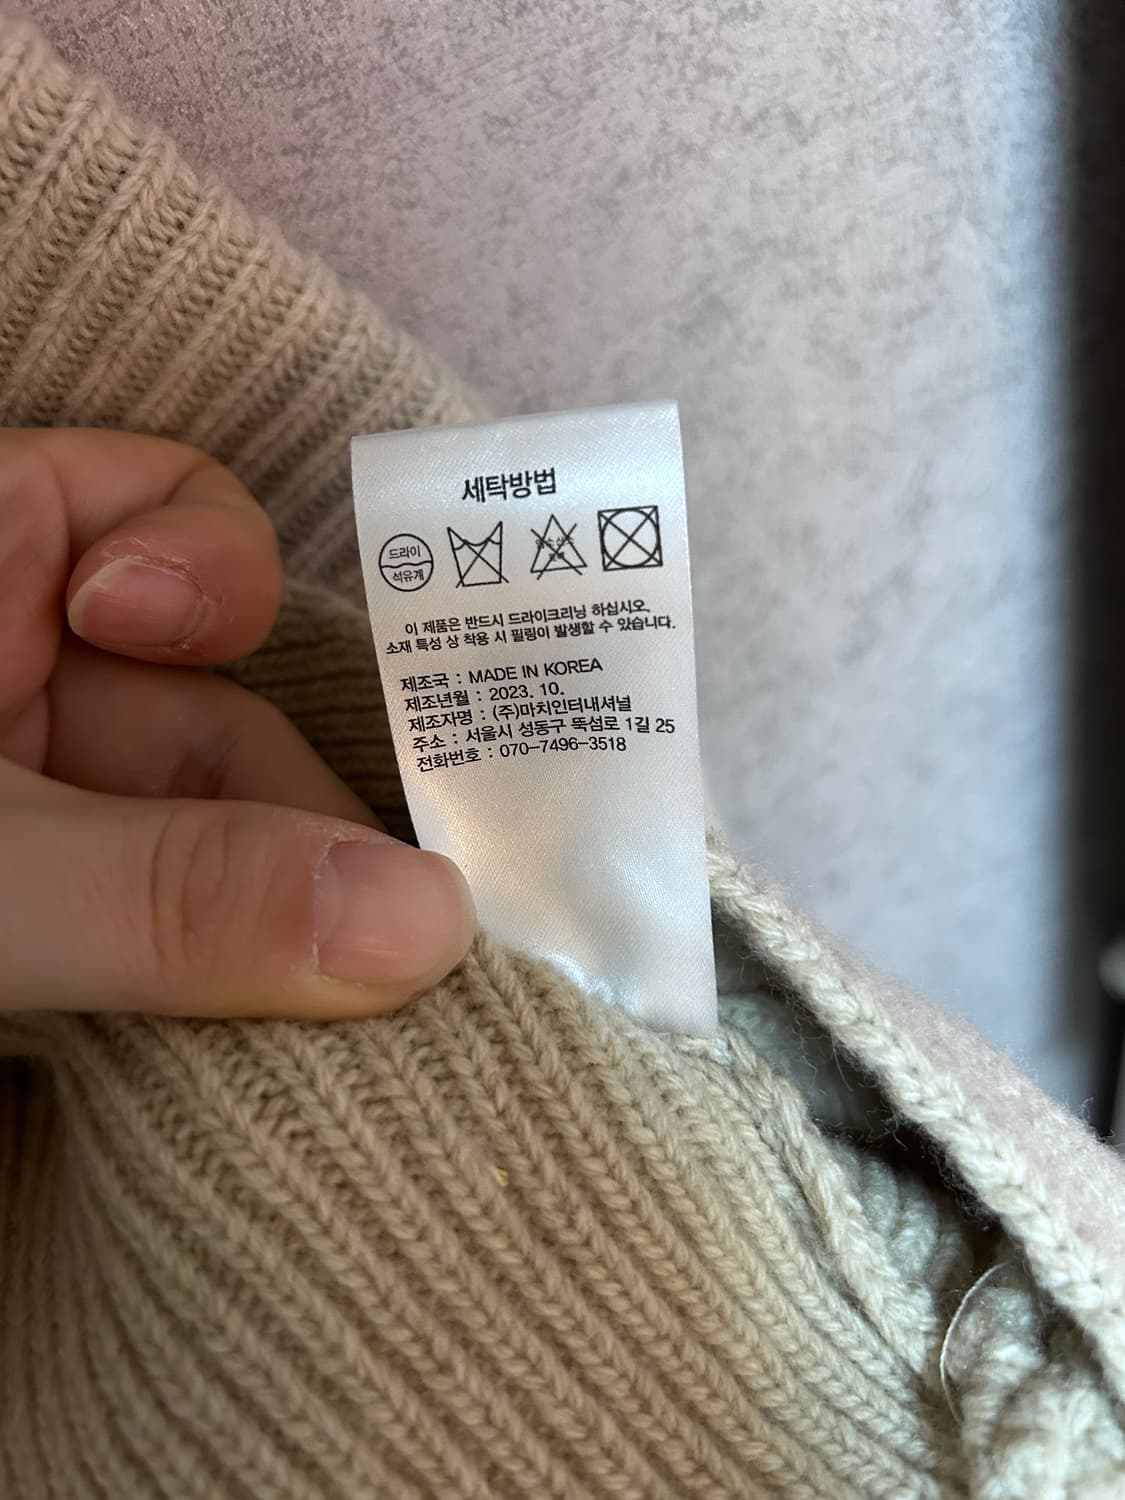 세탁방법
드라이
석유계
이 제품은 반드시 드라이크리닝 하십시오.
소재 특성 상 착용 시 필링이 발생할 수 있습니다.
제조국 : MADE IN KOREA
제조년월 : 2023. 10.
제조자명 : (주)마치인터내셔널
주소 : 서울시 성동구 뚝섬로 1길 25
전화번호 : 070-7496-3518